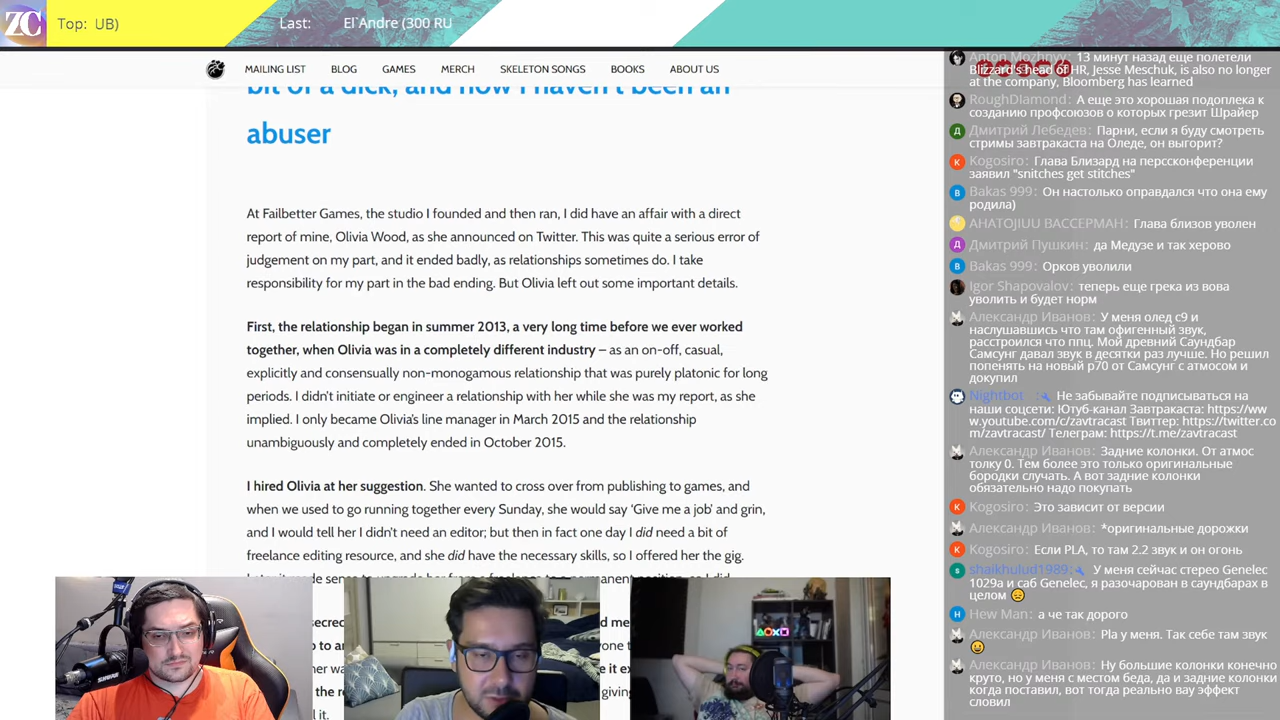 ZC
Top: UB)
Last: El`Andre (300 RU
MAILING LIST BLOG GAMES MERCH SKELETON SONGS BOOKS ABOUT US
bit of a dick, and how I haven't been an
abuser
At Failbetter Games, the studio I founded and then ran, I did have an affair with a direct
report of mine, Olivia Wood, as she announced on Twitter. This was quite a serious error of
judgement on my part, and it ended badly, as relationships sometimes do. I take
responsibility for my part in the bad ending. But Olivia left out some important details.
First, the relationship began in summer 2013, a very long time before we ever worked
together, when Olivia was in a completely different industry – as an on-off, casual,
explicitly and consensually non-monogamous relationship that was purely platonic for long
periods. I didn't initiate or engineer a relationship with her while she was my report, as she
implied. I only became Olivia's line manager in March 2015 and the relationship
unambiguously and completely ended in October 2015.
I hired Olivia at her suggestion. She wanted to cross over from publishing to games, and
when we used to go running together every Sunday, she would say 'Give me a job' and grin,
and I would tell her I didn't need an editor; but then in fact one day I did need a bit of
freelance editing resource, and she did have the necessary skills, so I offered her the gig.
Anton Mozhnyy: 13 минут назад еще полетели
Blizzard's head of HR, Jesse Meschuk, is also no longer
at the company, Bloomberg has learned
RoughDIamond: А еще это хорошая подоплека к
созданию профсоюзов о которых грезит Шрайер
Дмитрий Лебедев: Парни, если я буду смотреть
стримы завтракаста на Оледе, он выгорит?
Kogosiro: Глава Близард на перссконференции
заявил "snitches get stitches"
Bakas 999: Он настолько оправдался что она ему
родила)
AHATOJIUU BACCEPMAH: Глава близов уволен
Дмитрий Пушкин: да Медузе и так херово
Bakas 999: Орков уволили
Igor Shapovalov: теперь еще грека из вова
уволить и будет норм
Александр Иванов: У меня олед с9 и
наслушавшись что там офигенный звук,
расстроился что ппц. Мой древний Саундбар
Самсунг давал звук в десятки раз лучше. Но решил
попенять на новый р70 от Самсунг с атмосом и
докупил
Nightbot: Не забывайте подписываться на
наши соцсети: Ютуб-канал Завтракаста: https://ww
w.youtube.com/c/zavtracast Твиттер: https://twitter.co
m/zavtracast/ Телеграм: https://t.me/zavtracast
Александр Иванов: Задние колонки. От атмос
толку 0. Тем более это только оригинальные
бородки случать. А вот задние колонки
обязательно надо покупать
Kogosiro: Это зависит от версии
Александр Иванов: *оригинальные дорожки
Kogosiro: Если PLA, то там 2.2 звук и он огонь
shaikhulud1989: У меня сейчас стерео Genelec
1029a и саб Genelec, я разочарован в саундбарах в
целом
Hew Man: а че так дорого
Александр Иванов: Pla у меня. Так себе там звук
Александр Иванов: Ну большие колонки конечно
круто, но у меня с местом беда, да и задние колонки
когда поставил, вот тогда реально вау эффект
словил